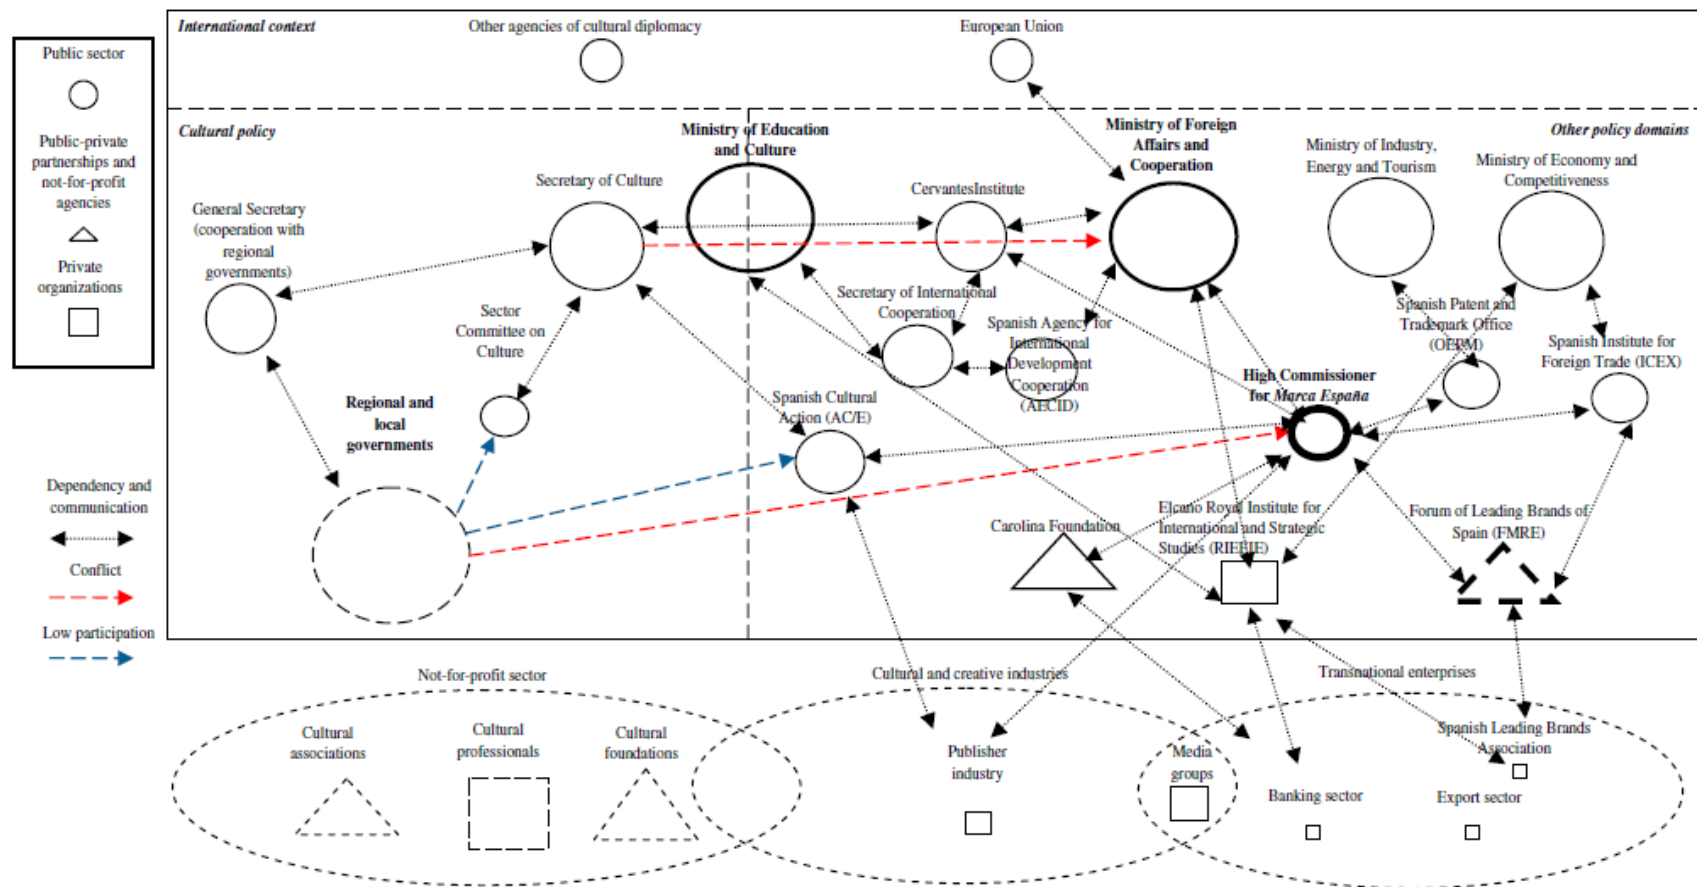 Public sector
Public-private
partnerships and
not-for-profit
agencies
Private
organizations
Dependency and
communication
Conflict
Low participation
International context
Other agencies of cultural diplomacy
European Union
Cultural policy
Other policy domains
Ministry of Education
and Culture
Ministry of Foreign
Affairs and
Cooperation
Ministry of Industry,
Energy and Tourism
Ministry of Economy and
Competitiveness
Secretary of Culture
CervantesInstitute
General Secretary
(cooperation with
regional
governments)
Sector
Committee on
Culture
Secretary of International
Cooperation
Spanish Agency for
International
Development
Cooperation
(AECID)
Spanish Patent and
Trademark Office
(OEPM)
Spanish Institute for
Foreign Trade (ICEX)
High Commissioner
for Marca España
Regional and
local
governments
Spanish Cultural
Action (AC/E)
Carolina Foundation
Elcano Royal Institute for
International and Strategic
Studies (RIEEIE)
Forum of Leading Brands of
Spain (FMRE)
Not-for-profit sector
Cultural and creative industries
Transnational enterprises
Cultural
associations
Cultural
professionals
Cultural
foundations
Publisher
industry
Media
groups
Spanish Leading Brands
Association
Banking sector
Export sector